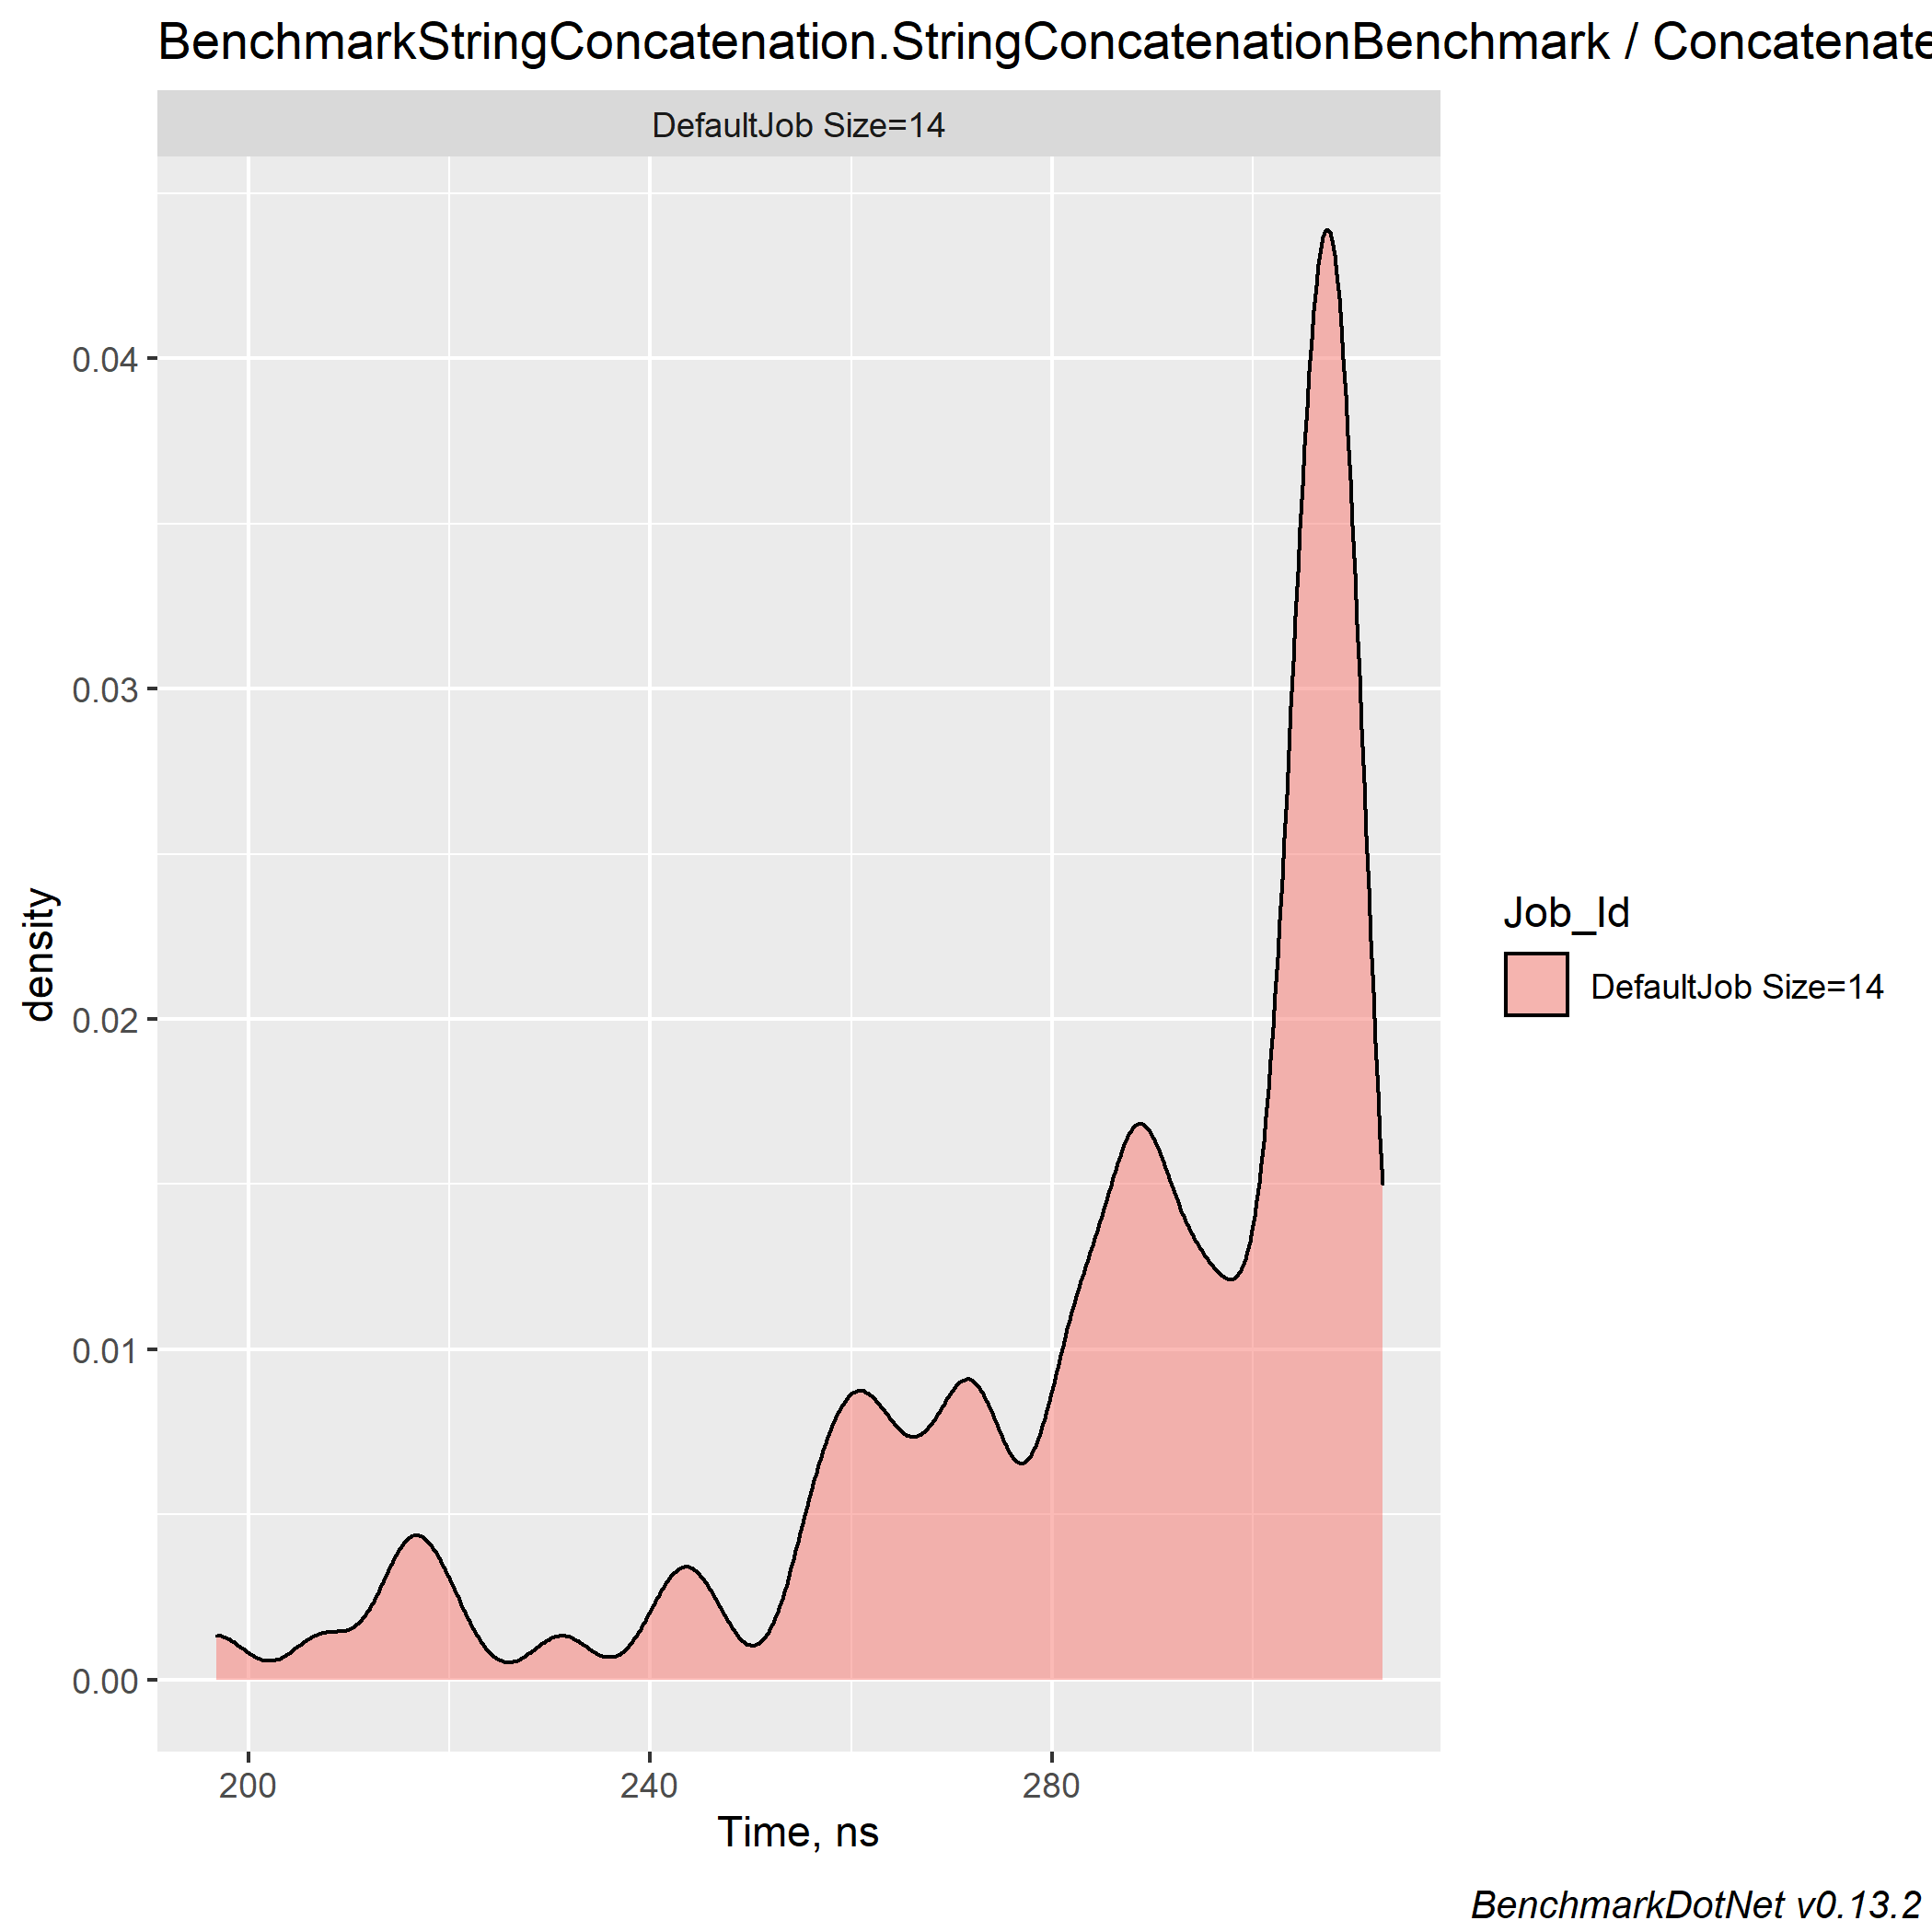 BenchmarkStringConcatenation.StringConcatenationBenchmark / Concatenate
DefaultJob Size=14
0.04
0.03
0.02
0.01
0.00
density
200 240 280
Time, ns
Job_Id
DefaultJob Size=14
BenchmarkDotNet v0.13.2